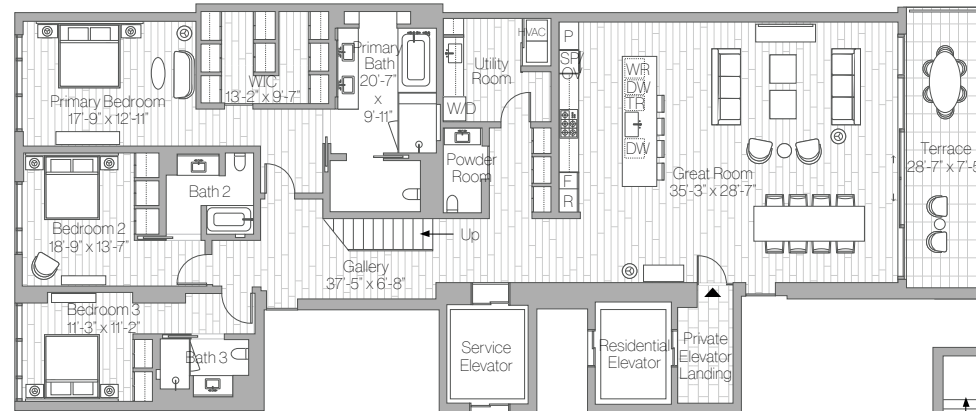 Primary Bedroom
17'-9" x 12'-11"
WIC
13'-2" x 9'-7"
Primary
Bath
20'-7"
x
9'-11"
Utility
Room
HVAC
W/D
Powder
Room
P
SP/
OV
F
R
WR
DW
TR
DW
Great Room
35'-3" x 28'-7"
Terrace
28'-7" x 7'-5
Bedroom 2
18'-9" x 13'-7"
Bath 2
Up
Gallery
37'-5" x 6'-8"
Bedroom 3
11'-3" x 11'-2"
Bath 3
Service
Elevator
Residential
Elevator
Private
Elevator
Landing